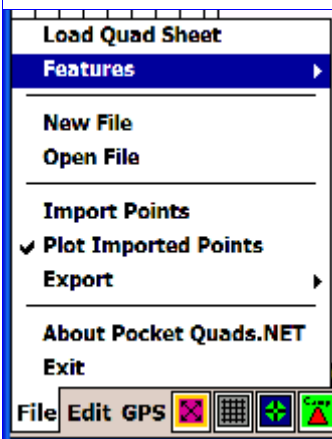 Load Quad Sheet
Features
New File
Open File
Import Points
Plot Imported Points
Export
About Pocket Quads.NET
Exit
File Edit GPS Comp